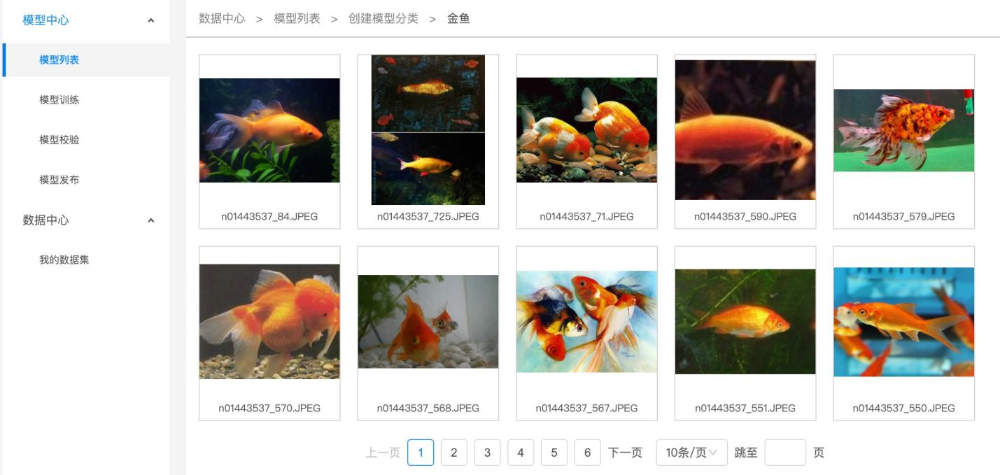 模型中心
模型列表
模型训练
模型校验
模型发布
数据中心
我的数据集
数据中心 > 模型列表 > 创建模型分类 > 金鱼
n01443537_84.JPEG
n01443537_725.JPEG
n01443537_71.JPEG
n01443537_590.JPEG
n01443537_579.JPEG
n01443537_570.JPEG
n01443537_568.JPEG
n01443537_567.JPEG
n01443537_551.JPEG
n01443537_550.JPEG
上一页 1 2 3 4 5 6 下一页 10条/页 跳至 页